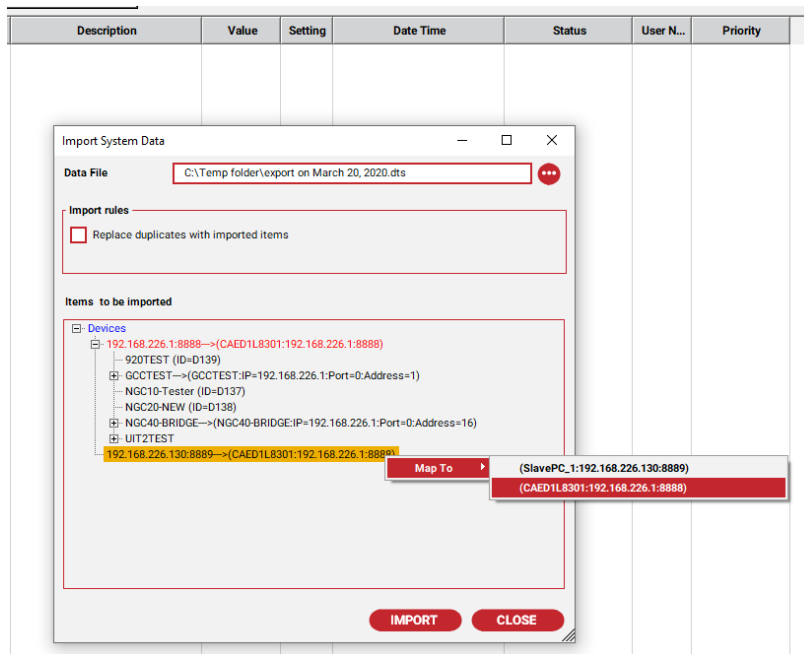 Description Value Setting Date Time Status User N... Priority
Import System Data
Data File C:\Temp folder\export on March 20, 2020.dts
Import rules
Replace duplicates with imported items
Items to be imported
Devices
192.168.226.1:8888--->(CAED1L8301:192.168.226.1:8888)
920TEST (ID=D139)
GCCTEST--->(GCCTEST:IP=192.168.226.1:Port=0:Address=1)
NGC10-Tester (ID=D137)
NGC20-NEW (ID=D138)
NGC40-BRIDGE--->(NGC40-BRIDGE:IP=192.168.226.1:Port=0:Address=16)
UIT2TEST
192.168.226.130:8889--->(CAED1L8301:192.168.226.1:8888)
Map To (SlavePC_1:192.168.226.130:8889)
(CAED1L8301:192.168.226.1:8888)
IMPORT CLOSE